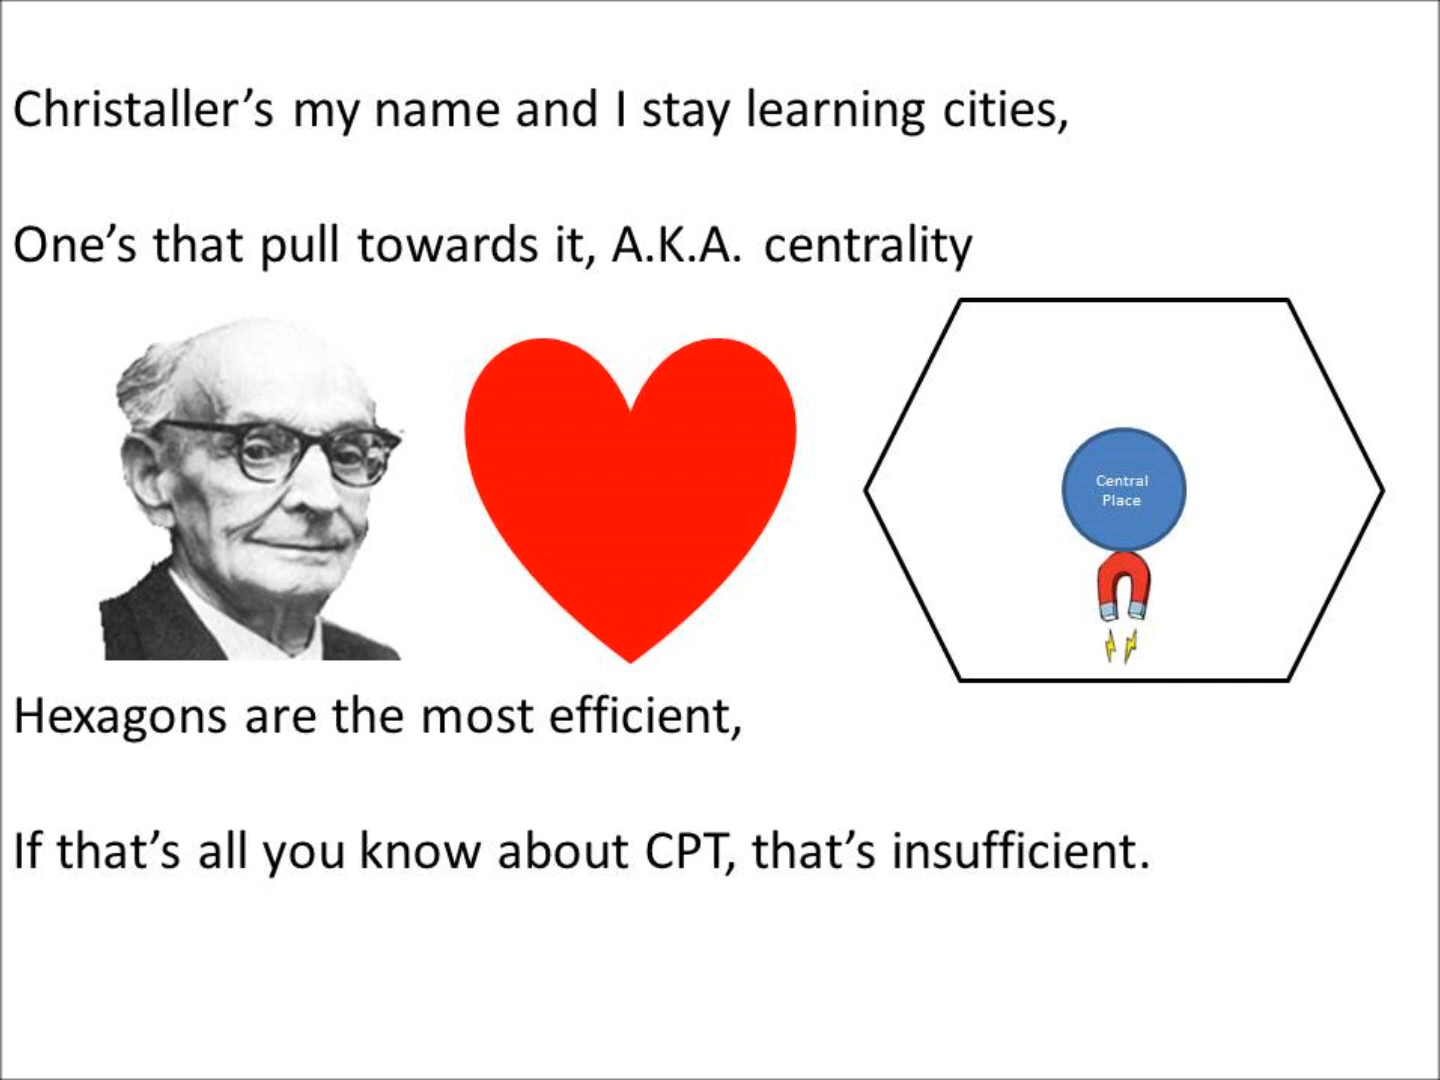 Christaller’s my name and I stay learning cities,
One’s that pull towards it, A.K.A. centrality
Central
Place
Hexagons are the most efficient,
If that’s all you know about CPT, that’s insufficient.